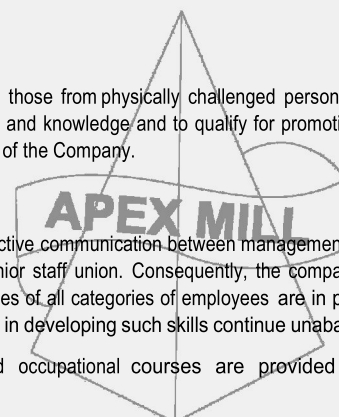 those from physically challenged person
and knowledge and to qualify for promoti
of the Company.
APEX MILL
ctive communication between management
nior staff union. Consequently, the compa
es of all categories of employees are in p
in developing such skills continue unaba
d occupational courses are provided